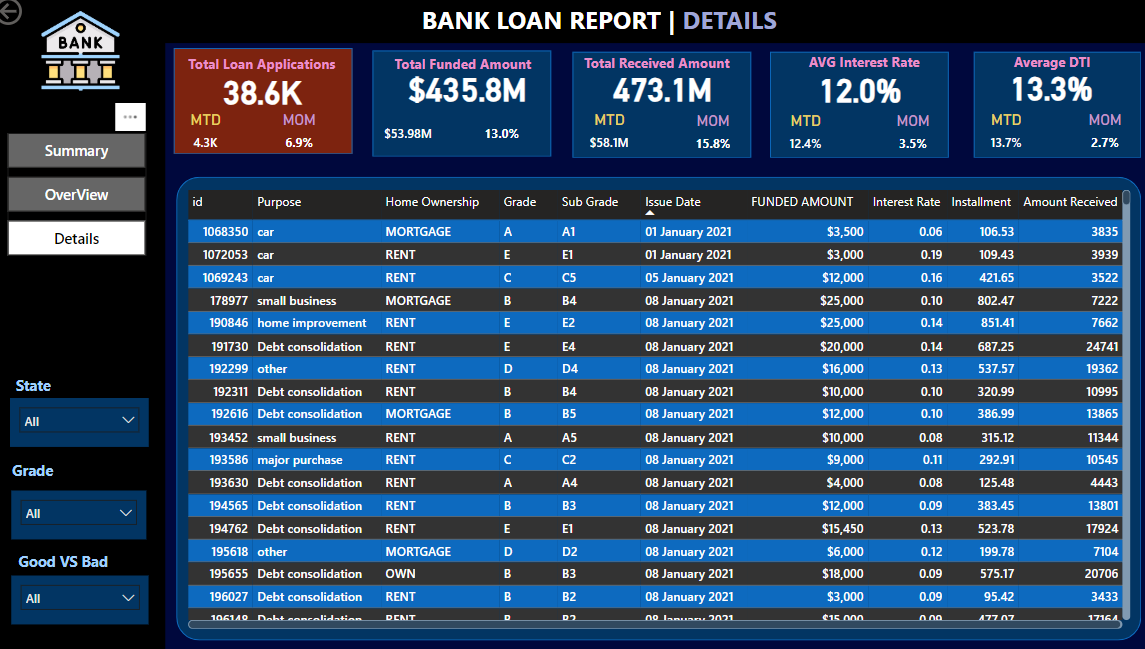 BANK LOAN REPORT | DETAILS
BANK
Total Loan Applications
38.6K
MTD MOM
4.3K 6.9%
Total Funded Amount
$435.8M
$53.98M 13.0%
Total Received Amount
473.1M
MTD MOM
$58.1M 15.8%
AVG Interest Rate
12.0%
MTD MOM
12.4% 3.5%
Average DTI
13.3%
MTD MOM
13.7% 2.7%
Summary
OverView
Details
State
All
Grade
All
Good VS Bad
All
id Purpose Home Ownership Grade Sub Grade Issue Date FUNDED AMOUNT Interest Rate Installment Amount Received
1068350 car MORTGAGE A A1 01 January 2021 $3,500 0.06 106.53 3835
1072053 car RENT E E1 01 January 2021 $3,000 0.19 109.43 3939
1069243 car RENT C C5 05 January 2021 $12,000 0.16 421.65 3522
178977 small business MORTGAGE B B4 08 January 2021 $25,000 0.10 802.47 7222
190846 home improvement RENT E E2 08 January 2021 $25,000 0.14 851.41 7662
191730 Debt consolidation RENT E E4 08 January 2021 $20,000 0.14 687.25 24741
192299 other RENT D D4 08 January 2021 $16,000 0.13 537.57 19362
192311 Debt consolidation RENT B B4 08 January 2021 $10,000 0.10 320.99 10995
192616 Debt consolidation MORTGAGE B B5 08 January 2021 $12,000 0.10 386.99 13865
193452 small business RENT A A5 08 January 2021 $10,000 0.08 315.12 11344
193586 major purchase RENT C C2 08 January 2021 $9,000 0.11 292.91 10545
193630 Debt consolidation RENT A A4 08 January 2021 $4,000 0.08 125.48 4443
194565 Debt consolidation RENT B B3 08 January 2021 $12,000 0.09 383.45 13801
194762 Debt consolidation RENT E E1 08 January 2021 $15,450 0.13 523.78 17924
195618 other MORTGAGE D D2 08 January 2021 $6,000 0.12 199.78 7104
195655 Debt consolidation OWN B B3 08 January 2021 $18,000 0.09 575.17 20706
196027 Debt consolidation RENT B B2 08 January 2021 $3,000 0.09 95.42 3433
Debt consolidation RENT B B2 08 January 2021 $15,000 0.09 477.07 17164